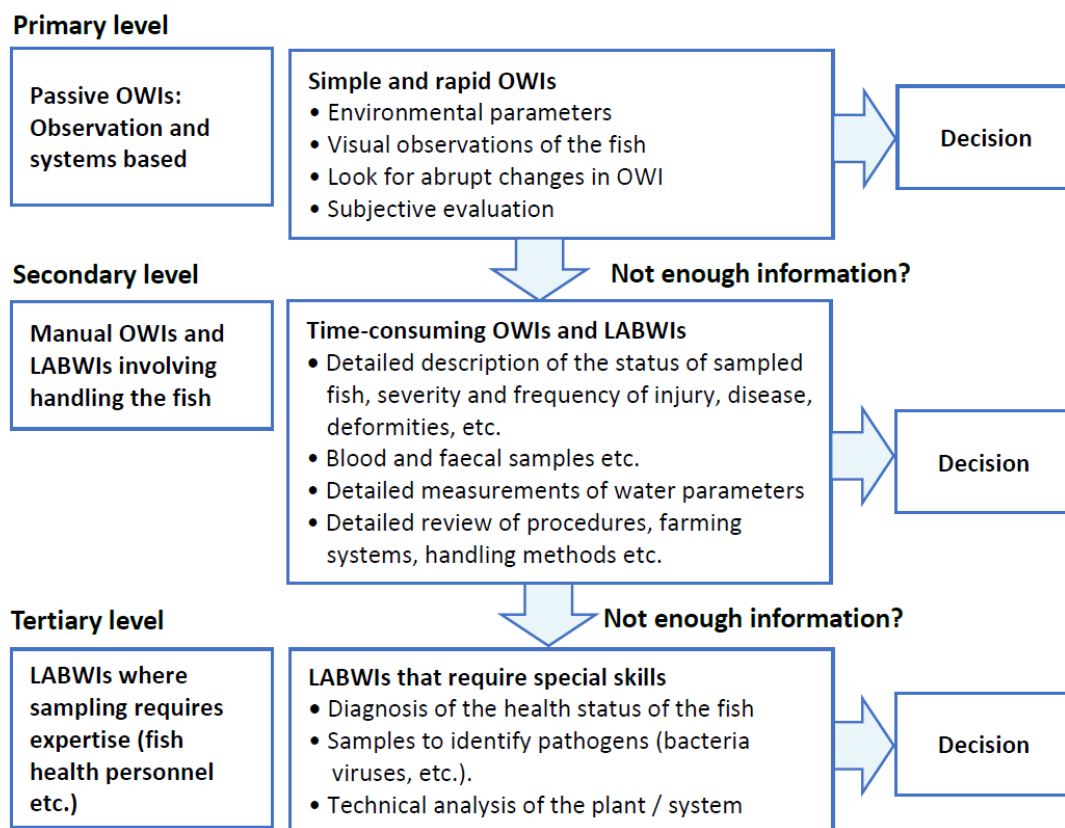 Primary level
Passive OWIs:
Observation and
systems based
Simple and rapid OWIs
• Environmental parameters
• Visual observations of the fish
• Look for abrupt changes in OWI
• Subjective evaluation
Decision
Not enough information?
Secondary level
Manual OWIs and
LABWIs involving
handling the fish
Time-consuming OWIs and LABWIs
• Detailed description of the status of sampled
fish, severity and frequency of injury, disease,
deformities, etc.
• Blood and faecal samples etc.
• Detailed measurements of water parameters
• Detailed review of procedures, farming
systems, handling methods etc.
Decision
Not enough information?
Tertiary level
LABWIs where
sampling requires
expertise (fish
health personnel
etc.)
LABWIs that require special skills
• Diagnosis of the health status of the fish
• Samples to identify pathogens (bacteria
viruses, etc.).
• Technical analysis of the plant / system
Decision